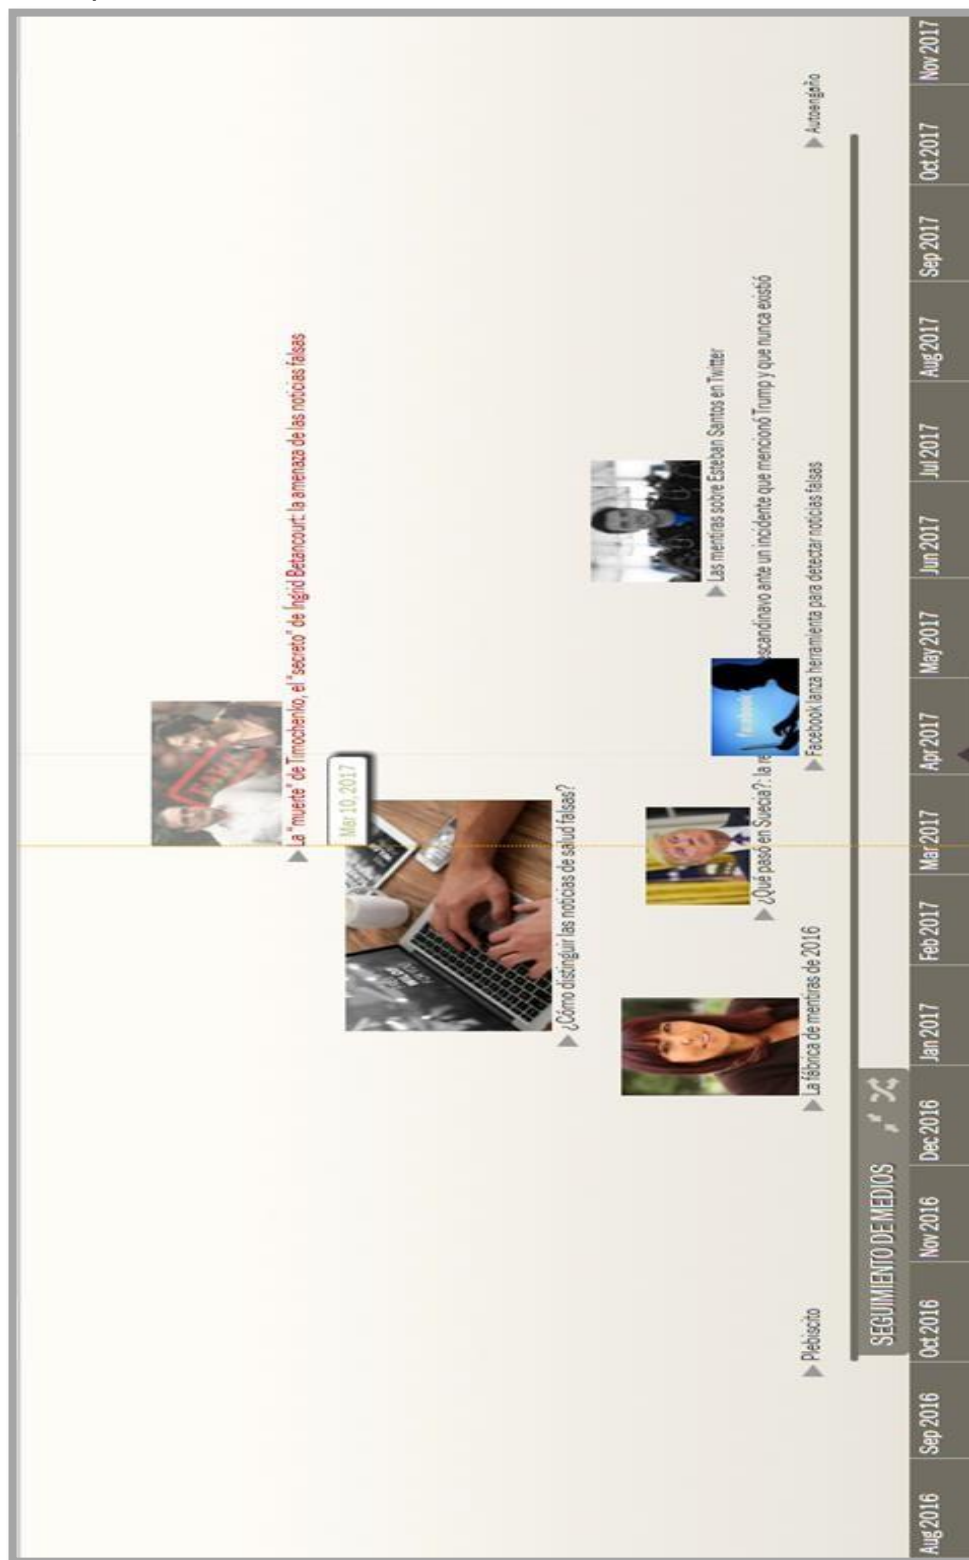 La "muerte" de Timochenko, el "secreto" de Ingrid Betancourt: la amenaza de las noticias falsas
Mar 10, 2017
¿Cómo distinguir las noticias de salud falsas?
Las mentiras sobre Esteban Santos en Twitter
¿Qué pasó en Suecia?: la re escandinavo ante un incidente que mencionó Trump y que nunca existió
facebook
Plebiscito
La fábrica de mentiras de 2016
Facebook lanza herramienta para detectar noticias falsas
Autoengaño
SEGUIMIENTO DE MEDIOS
Aug 2016
Sep 2016
Oct 2016
Nov 2016
Dec 2016
Jan 2017
Feb 2017
Mar 2017
Apr 2017
May 2017
Jun 2017
Jul 2017
Aug 2017
Sep 2017
Oct 2017
Nov 2017